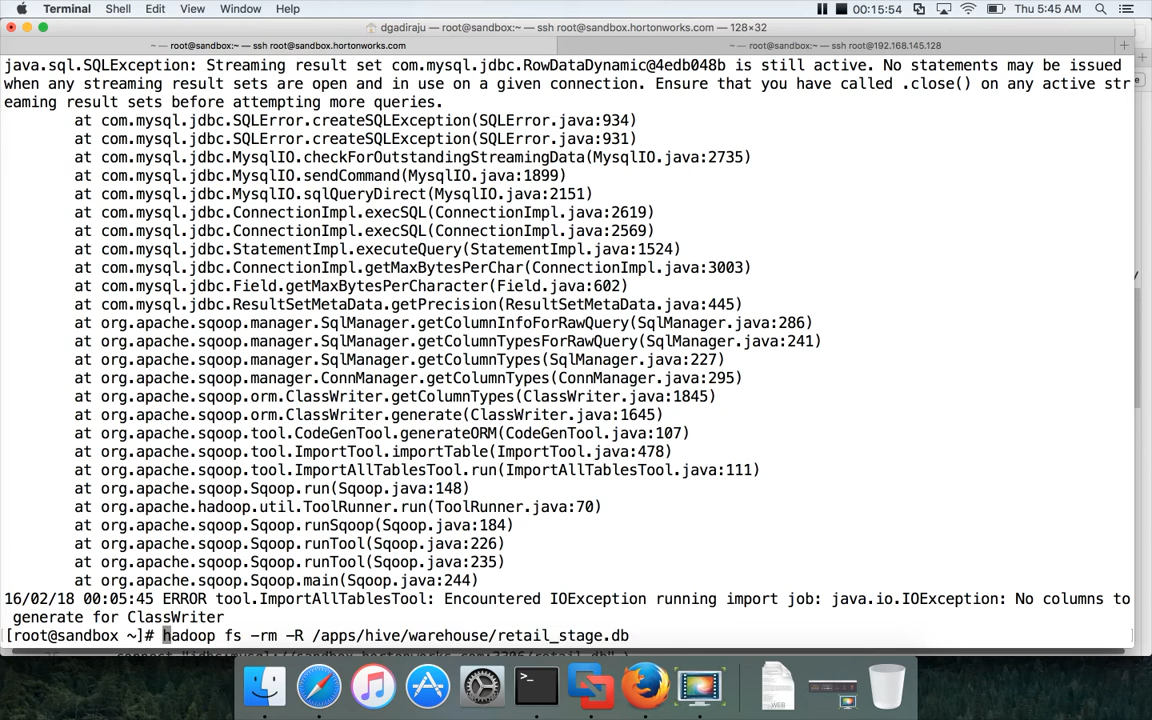 Terminal Shell Edit View Window Help 00:15:54 Thu 5:45 AM
dgadiraju — root@sandbox:~ — ssh root@sandbox.hortonworks.com — 128×32
~ — root@sandbox:~ — ssh root@sandbox.hortonworks.com ~ — root@sandbox:~ — ssh root@192.168.145.128
java.sql.SQLException: Streaming result set com.mysql.jdbc.RowDataDynamic@4edb048b is still active. No statements may be issued
when any streaming result sets are open and in use on a given connection. Ensure that you have called .close() on any active str
eaming result sets before attempting more queries.
at com.mysql.jdbc.SQLError.createSQLException(SQLError.java:934)
at com.mysql.jdbc.SQLError.createSQLException(SQLError.java:931)
at com.mysql.jdbc.MysqlIO.checkForOutstandingStreamingData(MysqlIO.java:2735)
at com.mysql.jdbc.MysqlIO.sendCommand(MysqlIO.java:1899)
at com.mysql.jdbc.MysqlIO.sqlQueryDirect(MysqlIO.java:2151)
at com.mysql.jdbc.ConnectionImpl.execSQL(ConnectionImpl.java:2619)
at com.mysql.jdbc.ConnectionImpl.execSQL(ConnectionImpl.java:2569)
at com.mysql.jdbc.StatementImpl.executeQuery(StatementImpl.java:1524)
at com.mysql.jdbc.ConnectionImpl.getMaxBytesPerChar(ConnectionImpl.java:3003)
at com.mysql.jdbc.Field.getMaxBytesPerCharacter(Field.java:602)
at com.mysql.jdbc.ResultSetMetaData.getPrecision(ResultSetMetaData.java:445)
at org.apache.sqoop.manager.SqlManager.getColumnInfoForRawQuery(SqlManager.java:286)
at org.apache.sqoop.manager.SqlManager.getColumnTypesForRawQuery(SqlManager.java:241)
at org.apache.sqoop.manager.SqlManager.getColumnTypes(SqlManager.java:227)
at org.apache.sqoop.manager.ConnManager.getColumnTypes(ConnManager.java:295)
at org.apache.sqoop.orm.ClassWriter.getColumnTypes(ClassWriter.java:1845)
at org.apache.sqoop.orm.ClassWriter.generate(ClassWriter.java:1645)
at org.apache.sqoop.tool.CodeGenTool.generateORM(CodeGenTool.java:107)
at org.apache.sqoop.tool.ImportTool.importTable(ImportTool.java:478)
at org.apache.sqoop.tool.ImportAllTablesTool.run(ImportAllTablesTool.java:111)
at org.apache.sqoop.Sqoop.run(Sqoop.java:148)
at org.apache.hadoop.util.ToolRunner.run(ToolRunner.java:70)
at org.apache.sqoop.Sqoop.runSqoop(Sqoop.java:184)
at org.apache.sqoop.Sqoop.runTool(Sqoop.java:226)
at org.apache.sqoop.Sqoop.runTool(Sqoop.java:235)
at org.apache.sqoop.Sqoop.main(Sqoop.java:244)
16/02/18 00:05:45 ERROR tool.ImportAllTablesTool: Encountered IOException running import job: java.io.IOException: No columns to
generate for ClassWriter
[root@sandbox ~]# hadoop fs -rm -R /apps/hive/warehouse/retail_stage.db